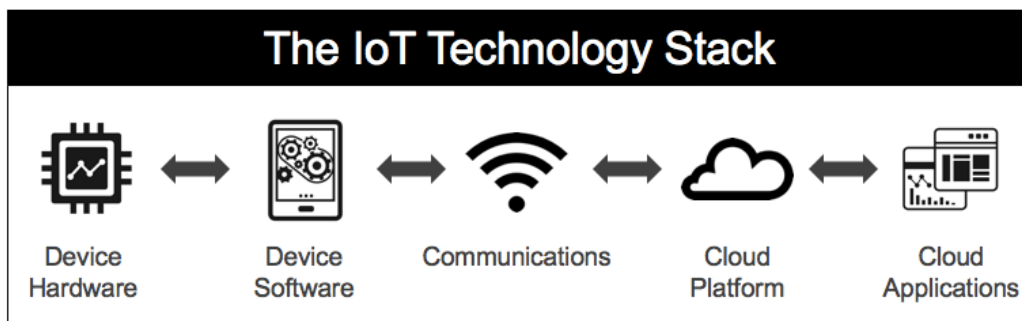 The IoT Technology Stack
Device
Hardware
Device
Software
Communications
Cloud
Platform
Cloud
Applications